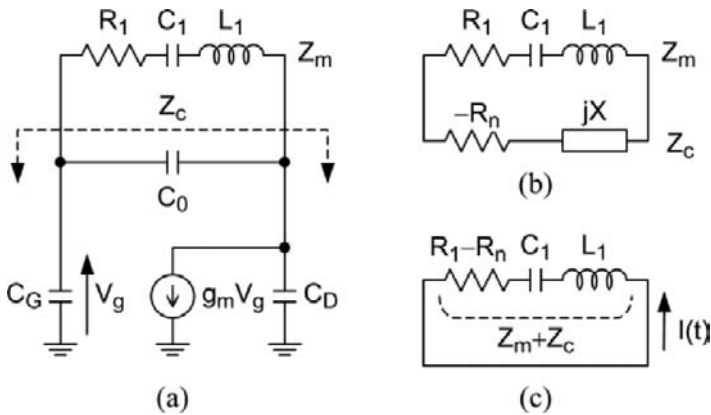 R1 C1 L1
Zm
Zc
C0
CG Vg gmVg CD
(a)
R1 C1 L1
Zm
–Rn jX
Zc
(b)
R1–Rn C1 L1
Zm+Zc
I(t)
(c)